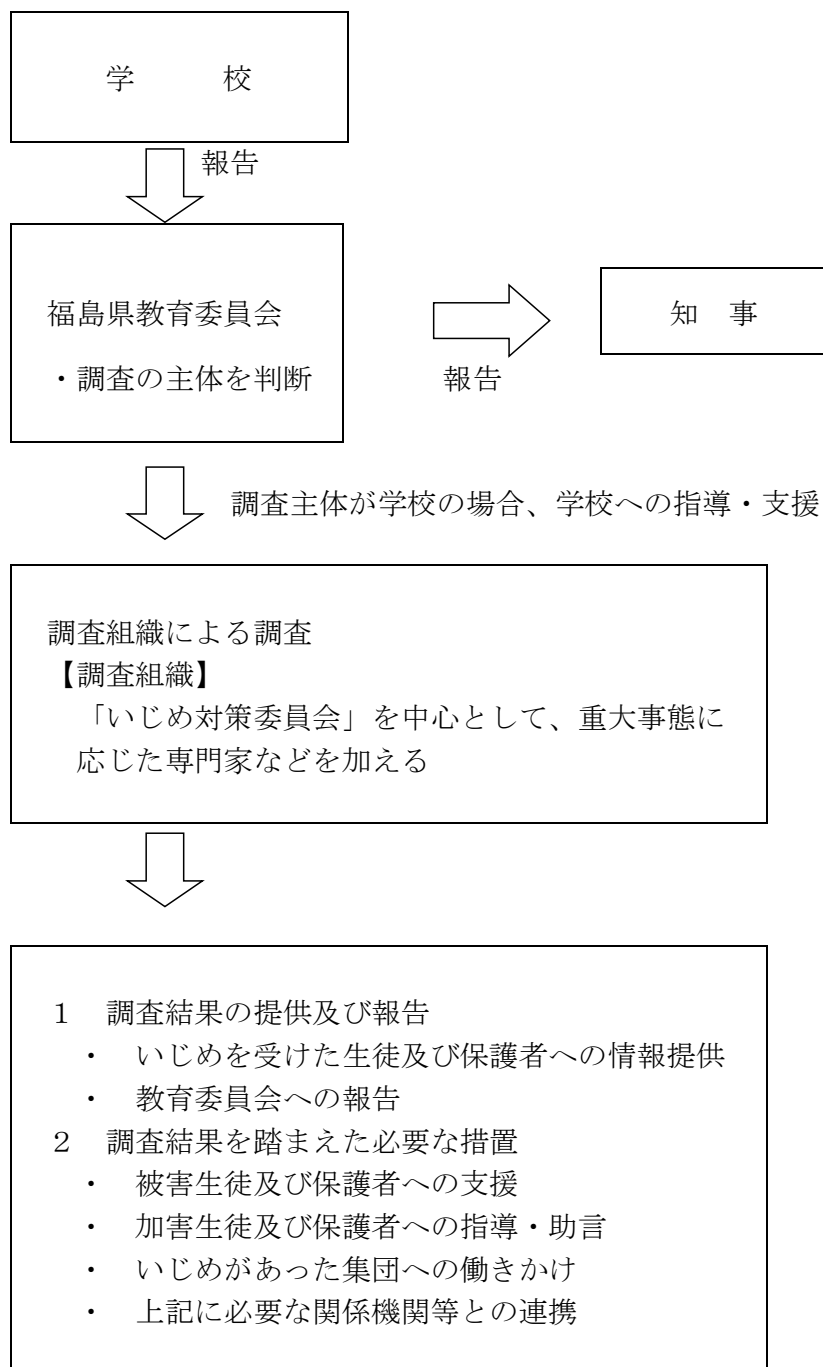 学　　　校
報告
福島県教育委員会
・調査の主体を判断
報告
知　事
調査主体が学校の場合、学校への指導・支援
調査組織による調査
【調査組織】
「いじめ対策委員会」を中心として、重大事態に
応じた専門家などを加える
１　調査結果の提供及び報告
・　いじめを受けた生徒及び保護者への情報提供
・　教育委員会への報告
２　調査結果を踏まえた必要な措置
・　被害生徒及び保護者への支援
・　加害生徒及び保護者への指導・助言
・　いじめがあった集団への働きかけ
・　上記に必要な関係機関等との連携